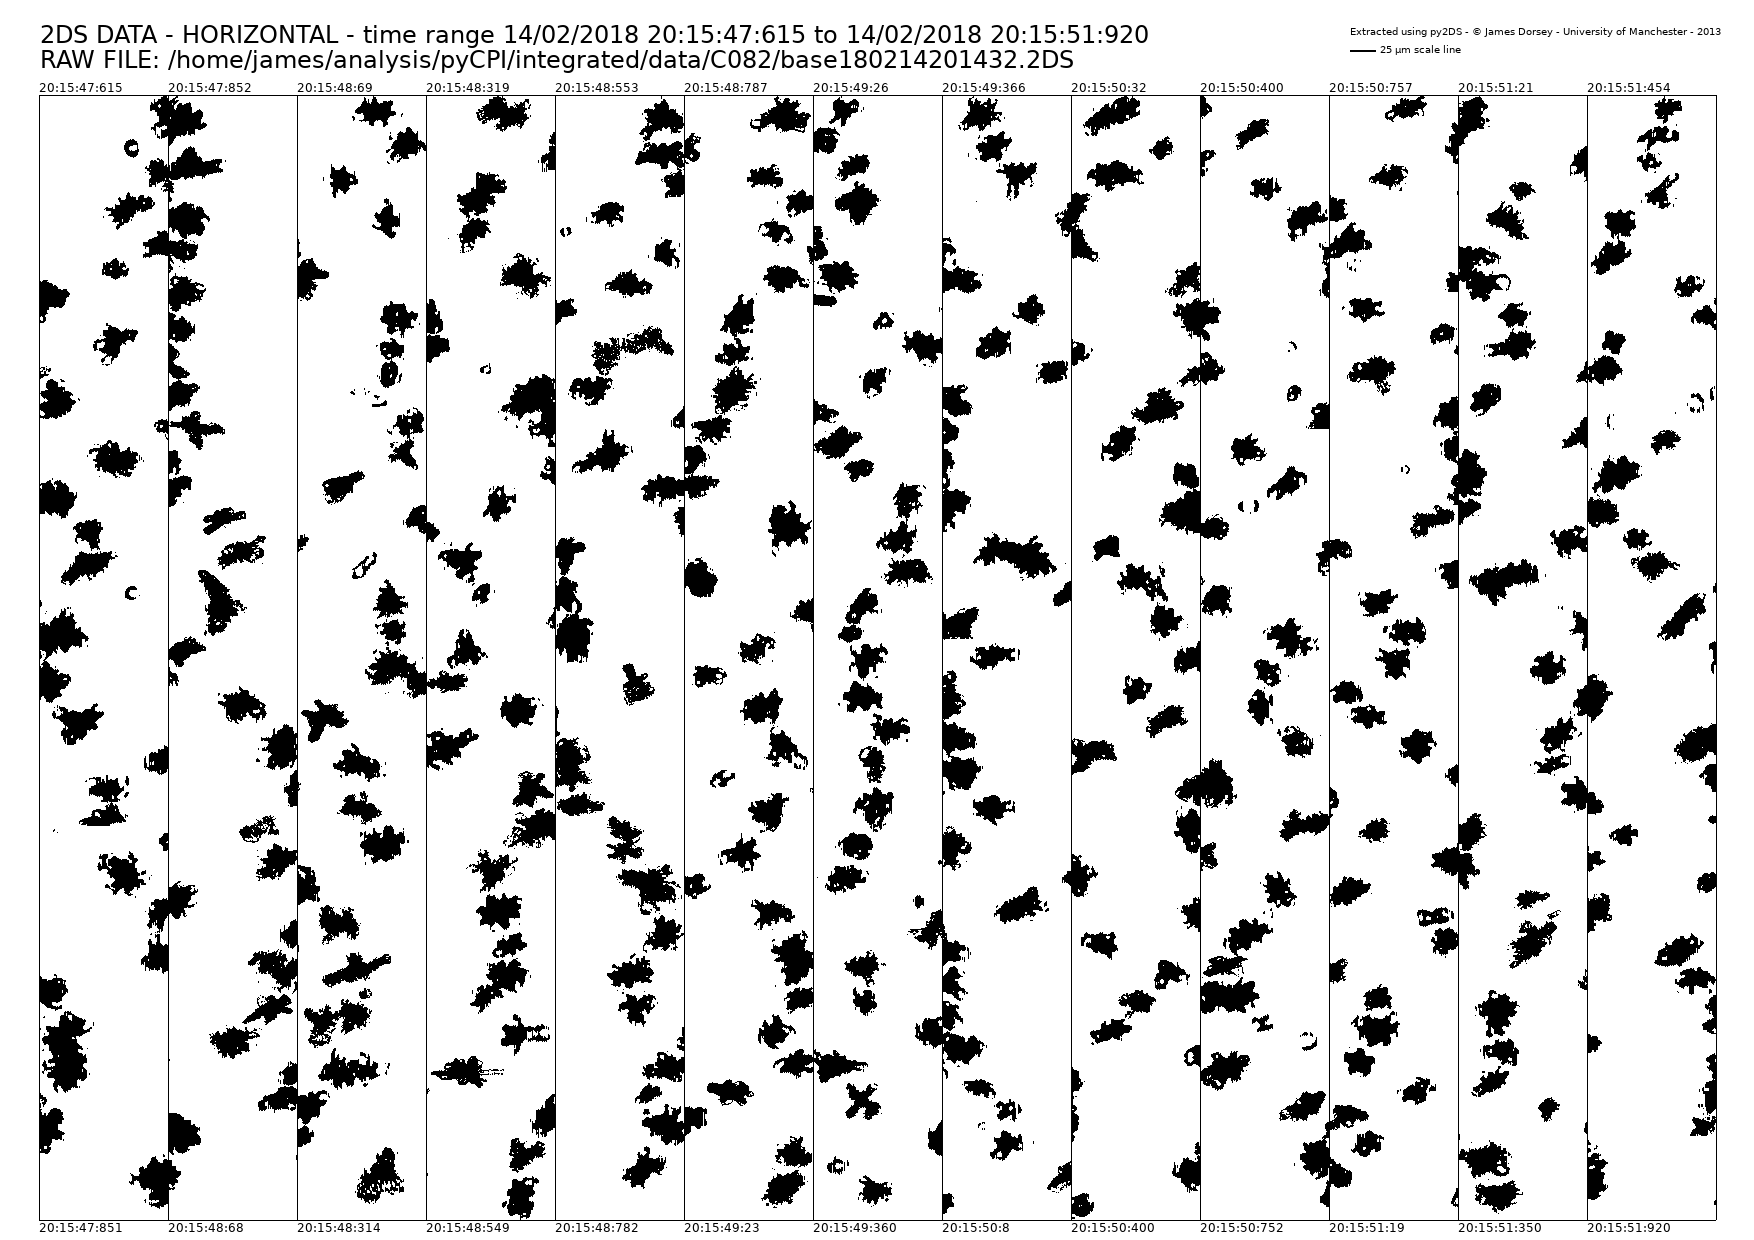 2DS DATA - HORIZONTAL - time range 14/02/2018 20:15:47:615 to 14/02/2018 20:15:51:920
RAW FILE: /home/james/analysis/pyCPI/integrated/data/C082/base180214201432.2DS
Extracted using py2DS - © James Dorsey - University of Manchester - 2013
25 µm scale line
20:15:47:615 20:15:47:852 20:15:48:69 20:15:48:319 20:15:48:553 20:15:48:787 20:15:49:26 20:15:49:366 20:15:50:32 20:15:50:400 20:15:50:757 20:15:51:21 20:15:51:454
20:15:47:851 20:15:48:68 20:15:48:314 20:15:48:549 20:15:48:782 20:15:49:23 20:15:49:360 20:15:50:8 20:15:50:400 20:15:50:752 20:15:51:19 20:15:51:350 20:15:51:920